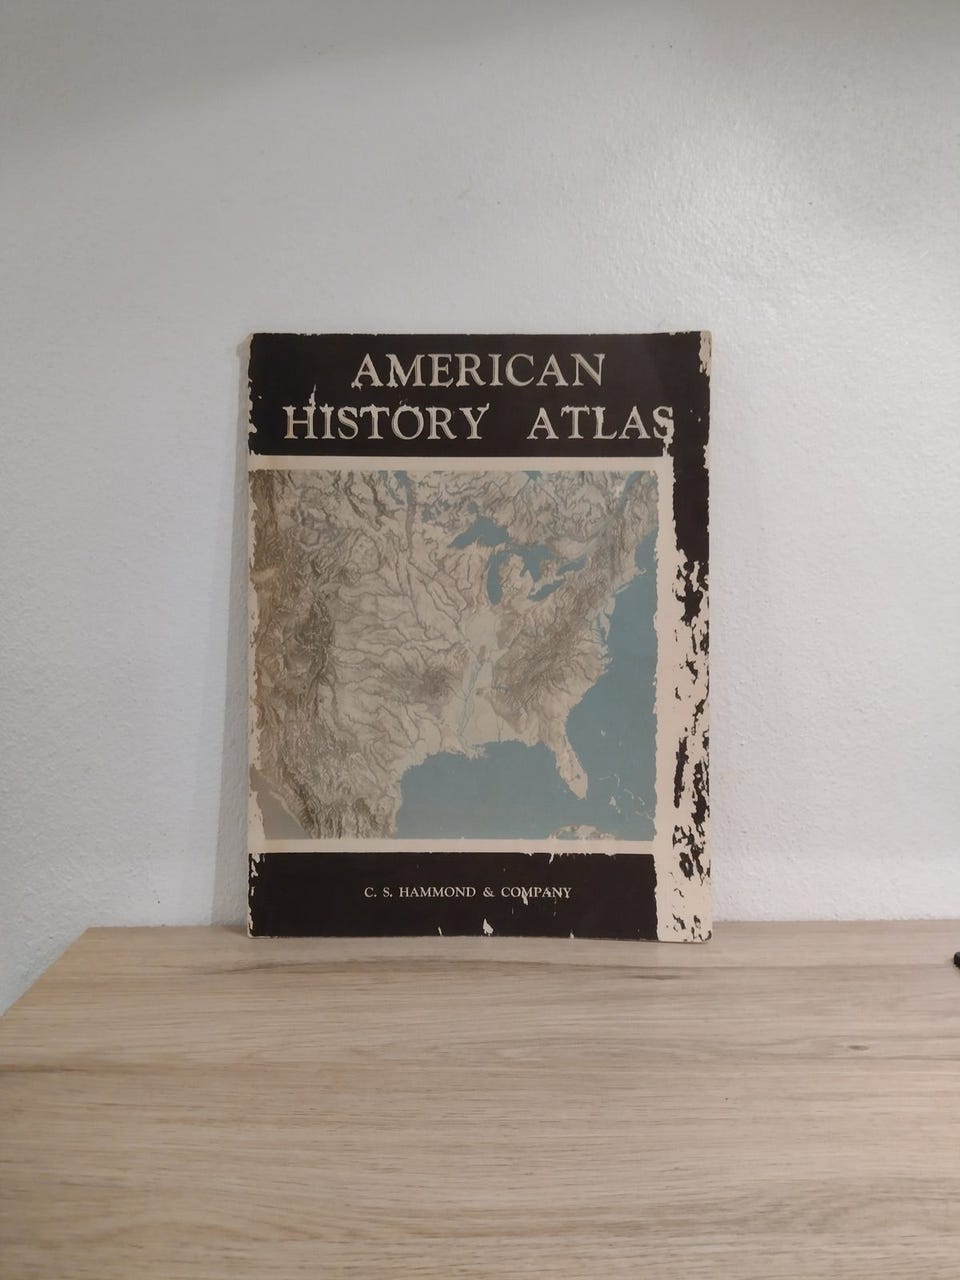 AMERICAN
HISTORY ATLAS
C. S. HAMMOND & COMPANY